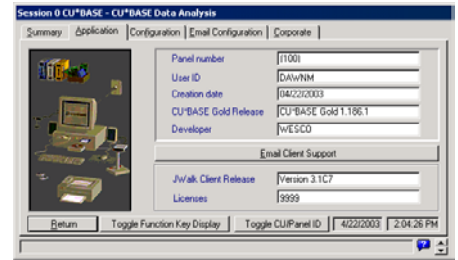 Session 0 CU*BASE - CU*BASE Data Analysis
Summary Application Configuration Email Configuration Corporate
Panel number (100)
User ID DAWNM
Creation date 04/22/2003
CU*BASE Gold Release CU*BASE Gold 1.186.1
Developer WESCO
Email Client Support
JWalk Client Release Version 3.1C7
Licenses 9999
Return Toggle Function Key Display Toggle CU/Panel ID 4/22/2003 2:04:26 PM